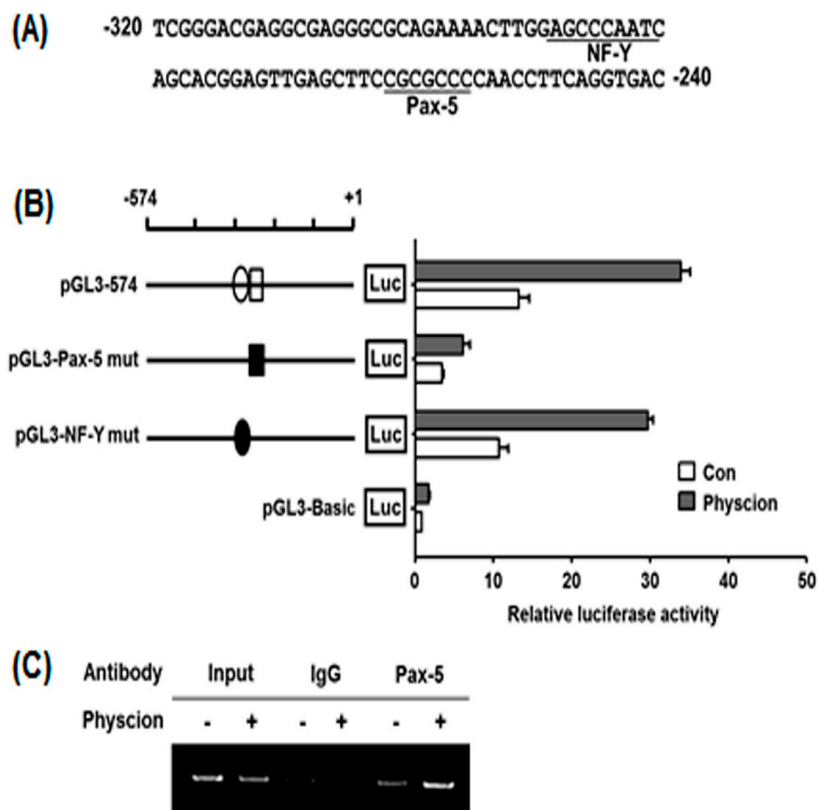 (A)
-320 TCGGGACGAGGCGAGGGCGCAGAAAACTTGGAGCCCAATC
NF-Y
AGCACGGAGTTGAGCTTCCGCGCCCCAACCTTCAGGTGAC -240
Pax-5
(B)
-574 +1
pGL3-574 Luc
pGL3-Pax-5 mut Luc
pGL3-NF-Y mut Luc
pGL3-Basic Luc
Con
Physcion
0 10 20 30 40 50
Relative luciferase activity
(C)
Antibody Input IgG Pax-5
Physcion - + - + - +